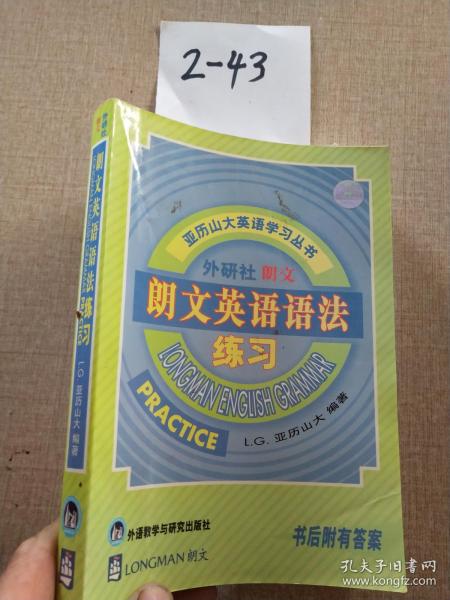 2-43
外研社
朗文英语语法练习
L.G. 亚历山大 编著
亚历山大英语学习丛书
外研社 朗文
朗文英语语法
练习
LONGMAN ENGLISH GRAMMAR
PRACTICE
L.G. 亚历山大 编著
外语教学与研究出版社
LONGMAN 朗文
书后附有答案
孔夫子旧书网
www.kongfz.com